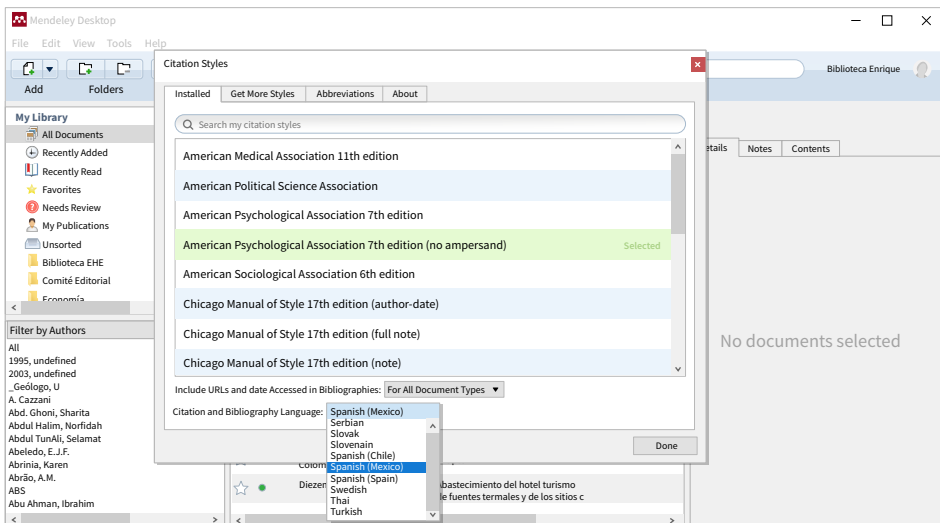 Mendeley Desktop
File Edit View Tools Help
Add Folders
Biblioteca Enrique
My Library
All Documents
Recently Added
Recently Read
Favorites
Needs Review
My Publications
Unsorted
Biblioteca EHE
Comité Editorial
Economía
Filter by Authors
All
1995, undefined
2003, undefined
_Geólogo, U
A. Cazzani
Abd. Ghoni, Sharita
Abdul Halim, Norfidah
Abdul TunAli, Selamat
Abeledo, E.J.F.
Abrinia, Karen
Abrão, A.M.
ABS
Abu Ahman, Ibrahim
Citation Styles
Installed Get More Styles Abbreviations About
Search my citation styles
American Medical Association 11th edition
American Political Science Association
American Psychological Association 7th edition
American Psychological Association 7th edition (no ampersand) Selected
American Sociological Association 6th edition
Chicago Manual of Style 17th edition (author-date)
Chicago Manual of Style 17th edition (full note)
Chicago Manual of Style 17th edition (note)
Include URLs and date Accessed in Bibliographies: For All Document Types
Citation and Bibliography Language: Spanish (Mexico)
Serbian
Slovak
Slovenain
Spanish (Chile)
Spanish (Mexico)
Spanish (Spain)
Swedish
Thai
Turkish
Done
etails Notes Contents
No documents selected
Colom
Diezem
bastecimiento del hotel turismo
de fuentes termales y de los sitios c